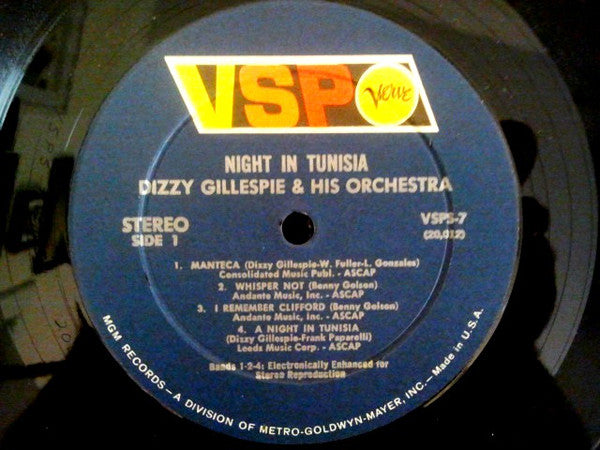 VSP Verve
NIGHT IN TUNISIA
DIZZY GILLESPIE & HIS ORCHESTRA
STEREO
SIDE 1
VSPS-7
(20,012)
1. MANTECA (Dizzy Gillespie-W. Fuller-L. Gonzales)
Consolidated Music Publ. - ASCAP
2. WHISPER NOT (Benny Golson)
Andante Music, Inc. - ASCAP
3. I REMEMBER CLIFFORD (Benny Golson)
Andante Music, Inc. - ASCAP
4. A NIGHT IN TUNISIA
(Dizzy Gillespie-Frank Paparelli)
Leeds Music Corp. - ASCAP
Bands 1-2-4: Electronically Enhanced for
Stereo Reproduction
MGM RECORDS — A DIVISION OF METRO-GOLDWYN-MAYER, INC. — Made in U.S.A.